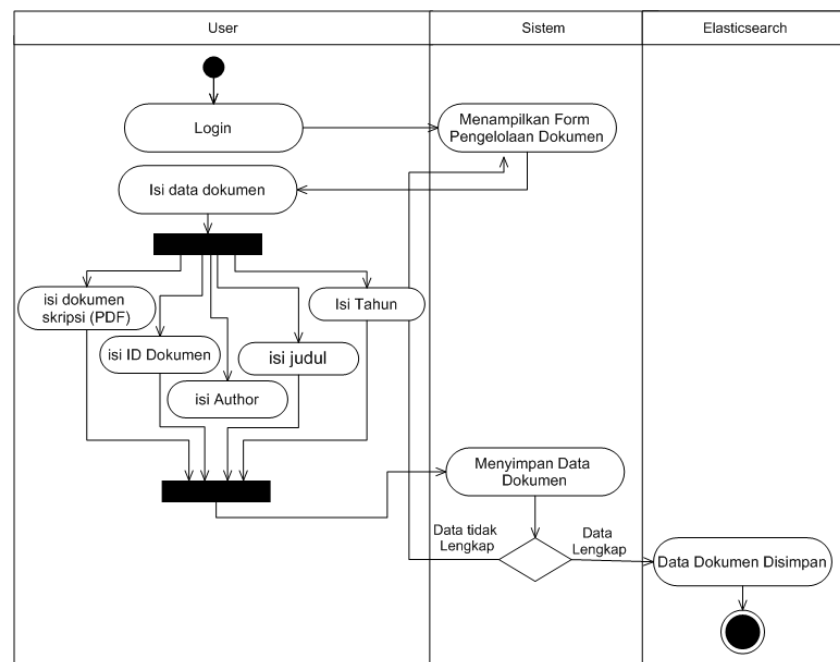 User
Sistem
Elasticsearch
Login
Menampilkan Form
Pengelolaan Dokumen
Isi data dokumen
isi dokumen
skripsi (PDF)
Isi Tahun
isi ID Dokumen
isi judul
isi Author
Menyimpan Data
Dokumen
Data tidak
Lengkap
Data
Lengkap
Data Dokumen Disimpan